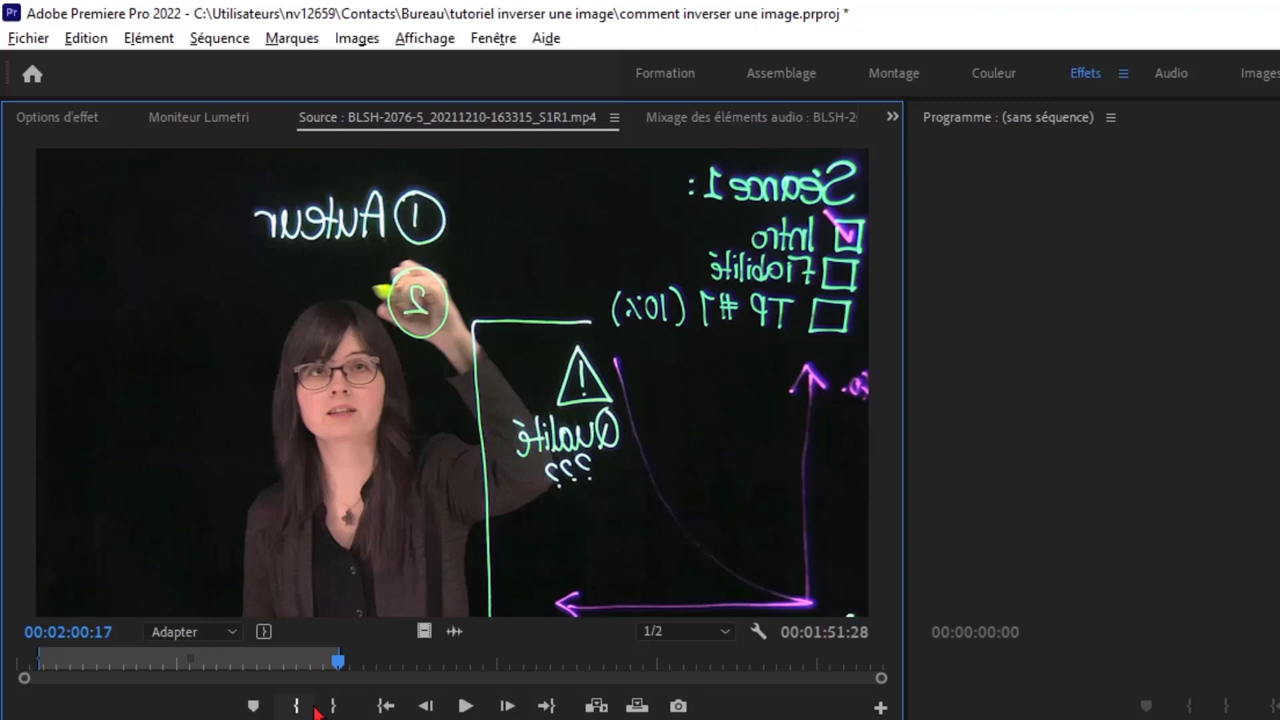 Adobe Premiere Pro 2022 - C:\Utilisateurs\nv12659\Contacts\Bureau\tutoriel inverser une image\comment inverser une image.prproj *
Fichier Edition Elément Séquence Marques Images Affichage Fenêtre Aide
Formation Assemblage Montage Couleur Effets Audio Images
Options d'effet Moniteur Lumetri Source : BLSH-2076-5_20211210-163315_S1R1.mp4 Mixage des éléments audio : BLSH-2
Programme : (sans séquence)
Séance 1 :
Intro
Fiabilité
TP #1 (10%)
1 Auteur
2
!
Qualité
???
00:02:00:17 Adapter 1/2 00:01:51:28
00:00:00:00